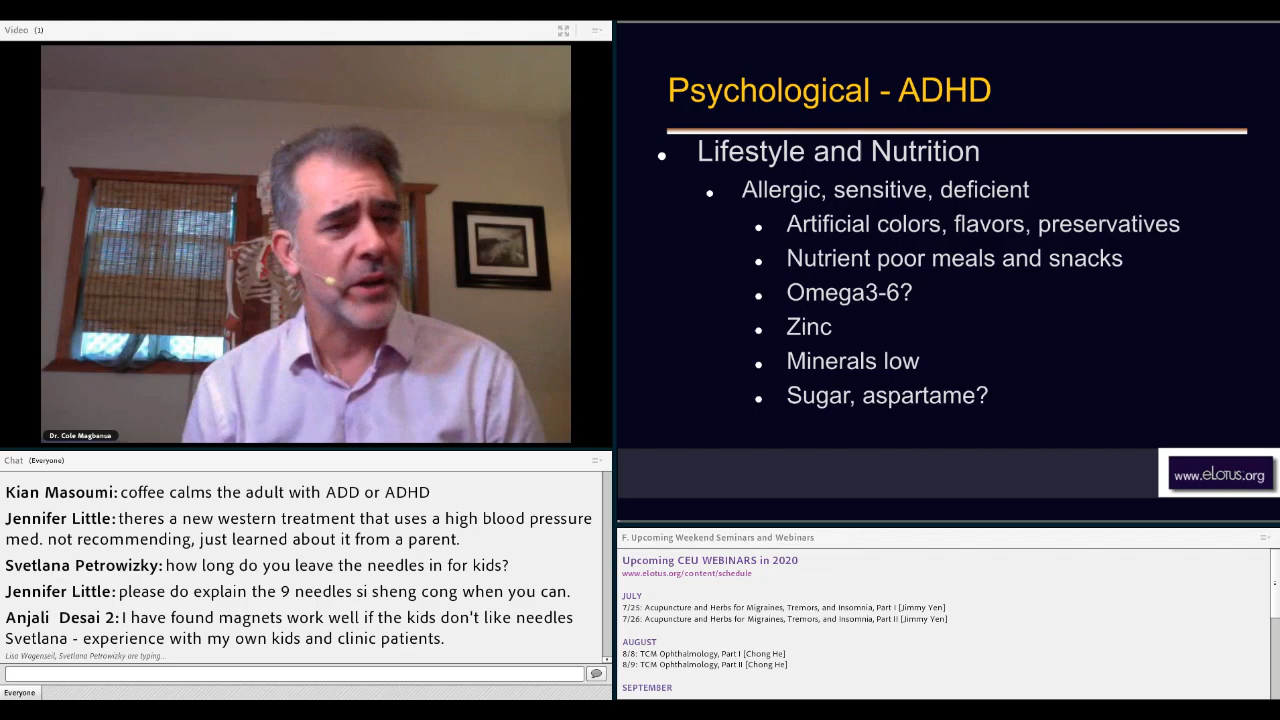 Video (1)
Dr. Cole Magbanua
Chat (Everyone)
Kian Masoumi: coffee calms the adult with ADD or ADHD
Jennifer Little: theres a new western treatment that uses a high blood pressure
med. not recommending, just learned about it from a parent.
Svetlana Petrowizky: how long do you leave the needles in for kids?
Jennifer Little: please do explain the 9 needles si sheng cong when you can.
Anjali Desai 2: I have found magnets work well if the kids don't like needles
Svetlana - experience with my own kids and clinic patients.
Lisa Wagenseil, Svetlana Petrowizky are typing...
Everyone
Psychological - ADHD
Lifestyle and Nutrition
Allergic, sensitive, deficient
Artificial colors, flavors, preservatives
Nutrient poor meals and snacks
Omega3-6?
Zinc
Minerals low
Sugar, aspartame?
www.eLotus.org
F. Upcoming Weekend Seminars and Webinars
Upcoming CEU WEBINARS in 2020
www.elotus.org/content/schedule
JULY
7/25: Acupuncture and Herbs for Migraines, Tremors, and Insomnia, Part I [Jimmy Yen]
7/26: Acupuncture and Herbs for Migraines, Tremors, and Insomnia, Part II [Jimmy Yen]
AUGUST
8/8: TCM Ophthalmology, Part I [Chong He]
8/9: TCM Ophthalmology, Part II [Chong He]
SEPTEMBER